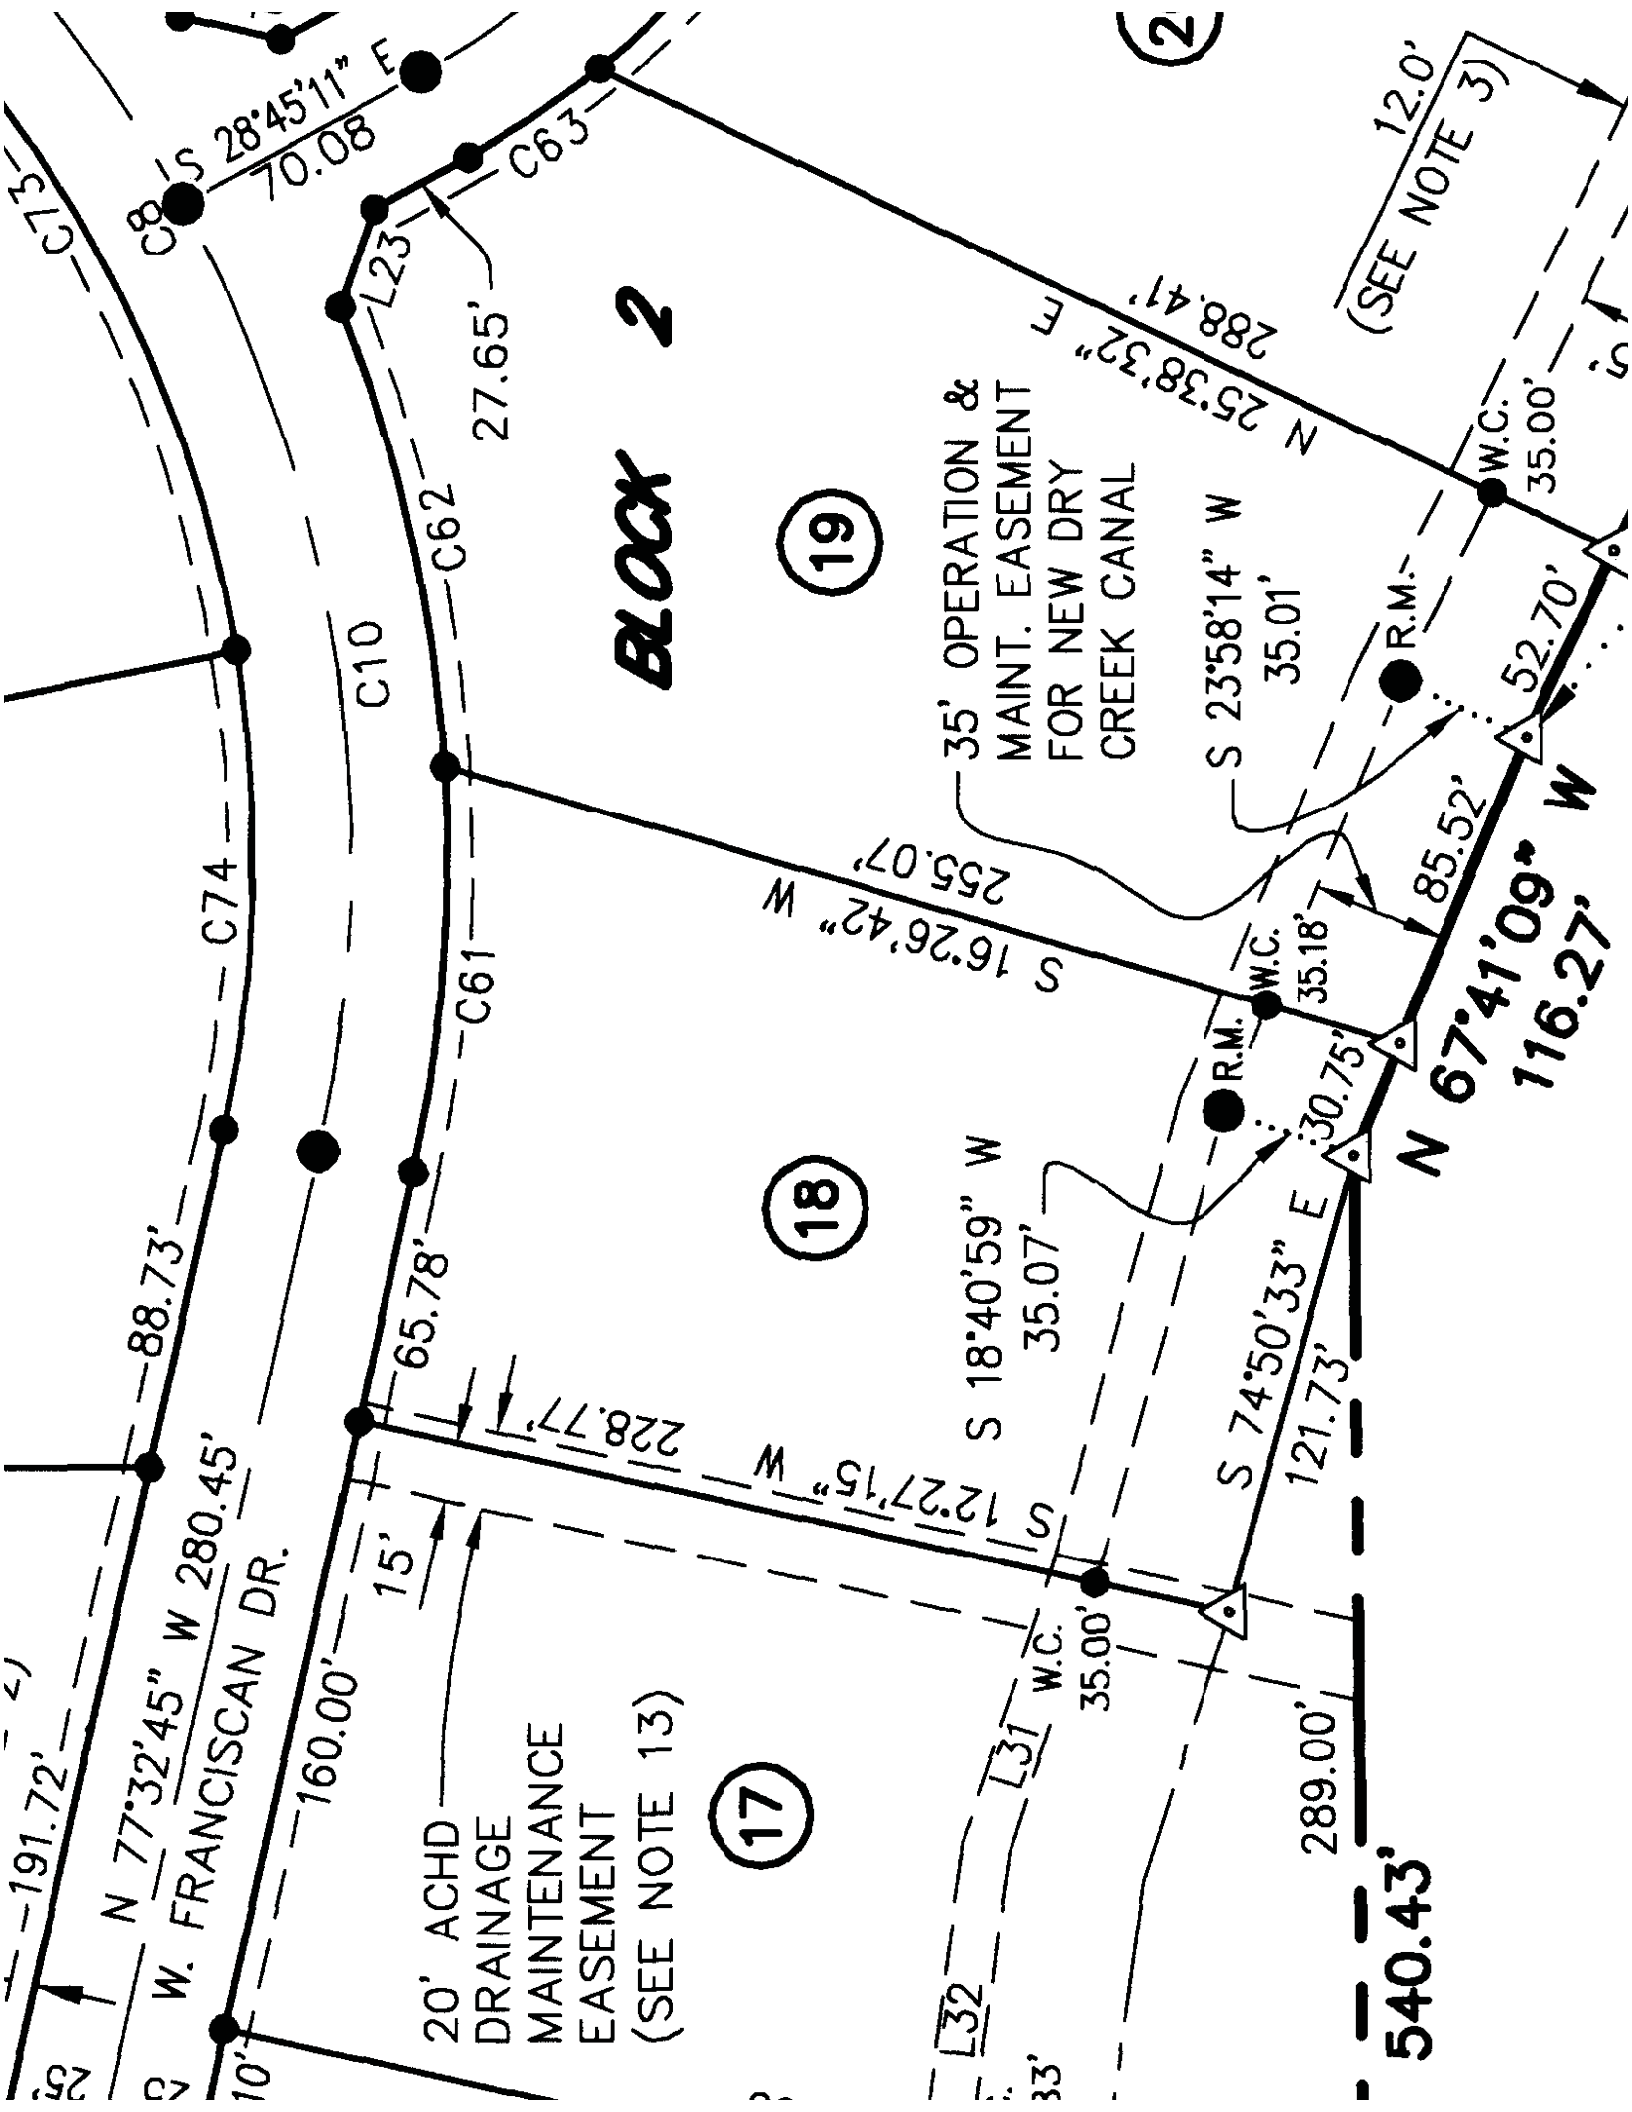 C73
C8
S 28°45'11" E
70.08
C63
L23
27.65'
C62
C10
C74
C61
BLOCK 2
19
N 25°38'32" E
288.41'
12.0'
(SEE NOTE 3)
W.C.
35.00'
35' OPERATION &
MAINT. EASEMENT
FOR NEW DRY
CREEK CANAL
S 23°58'14" W
35.01'
R.M.
52.70'
85.52'
N 67°41'09" W
116.27'
S 16°26'42" W
255.07'
W.C.
35.18'
R.M.
30.75'
18
S 18°40'59" W
35.07'
S 74°50'33" E
121.73'
88.73'
65.78'
S 12°27'15" W
228.77'
15'
W.C.
35.00'
191.72'
N 77°32'45" W 280.45'
W. FRANCISCAN DR.
160.00'
20' ACHD
DRAINAGE
MAINTENANCE
EASEMENT
(SEE NOTE 13)
17
L31
L32
289.00'
540.43'
25'
10'